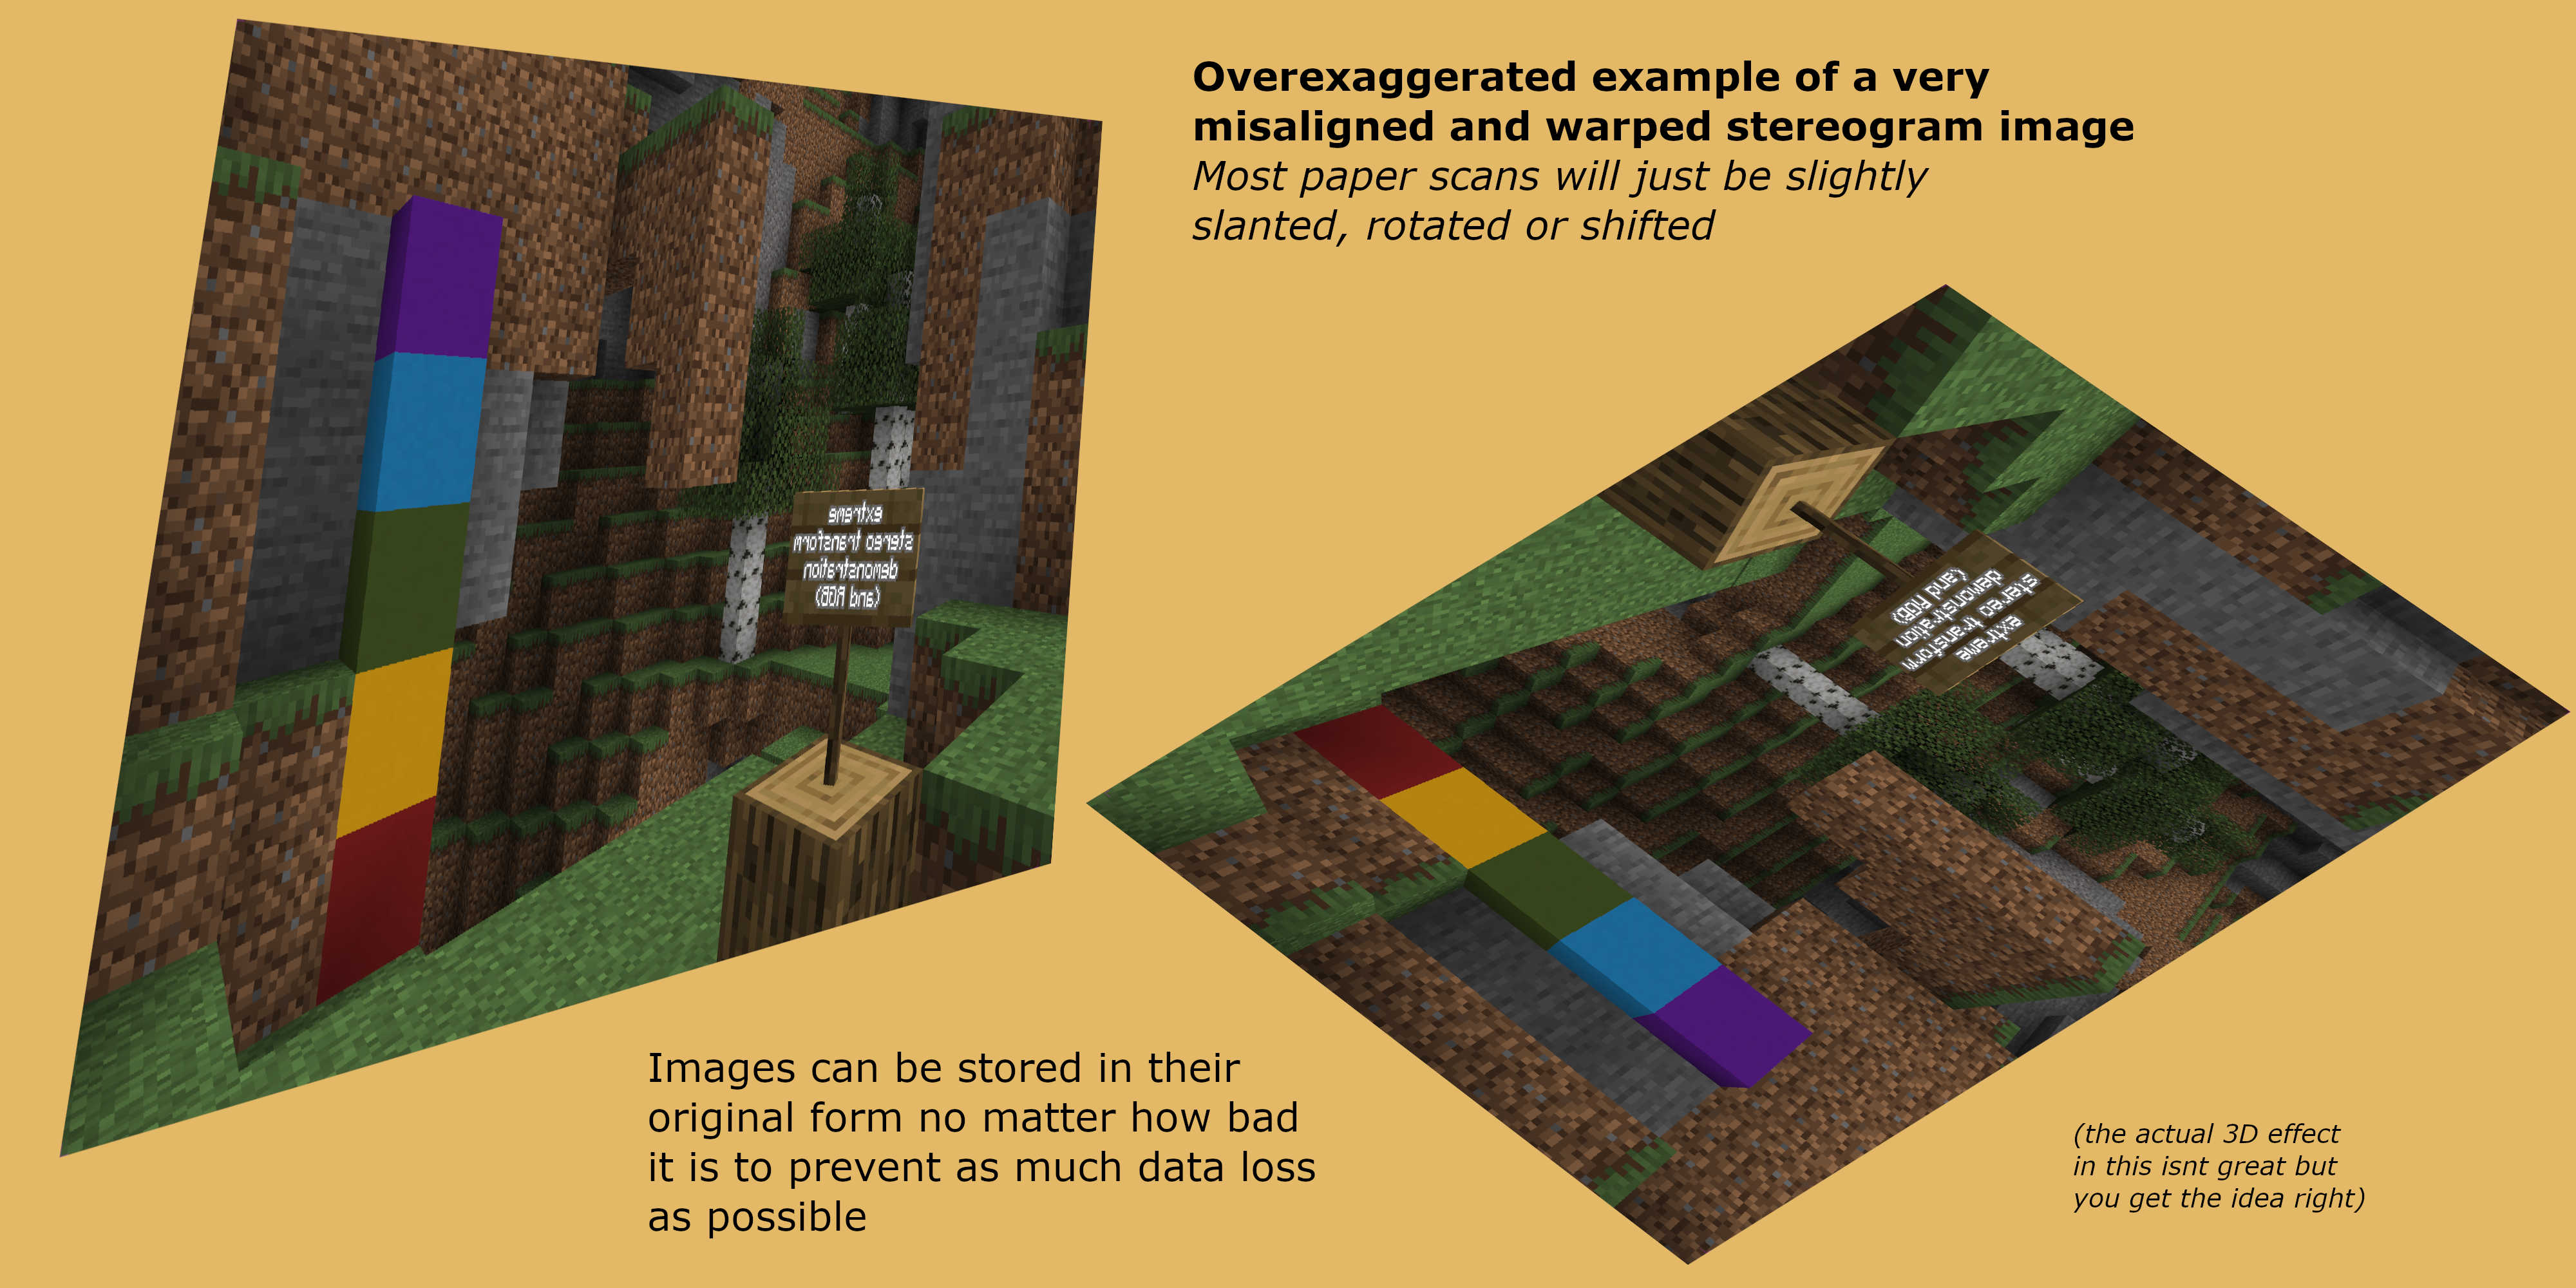 Overexaggerated example of a very
misaligned and warped stereogram image
Most paper scans will just be slightly
slanted, rotated or shifted
extreme
stereo transform
demonstration
(and RGB)
extreme
stereo transform
demonstration
(and RGB)
Images can be stored in their
original form no matter how bad
it is to prevent as much data loss
as possible
(the actual 3D effect
in this isnt great but
you get the idea right)